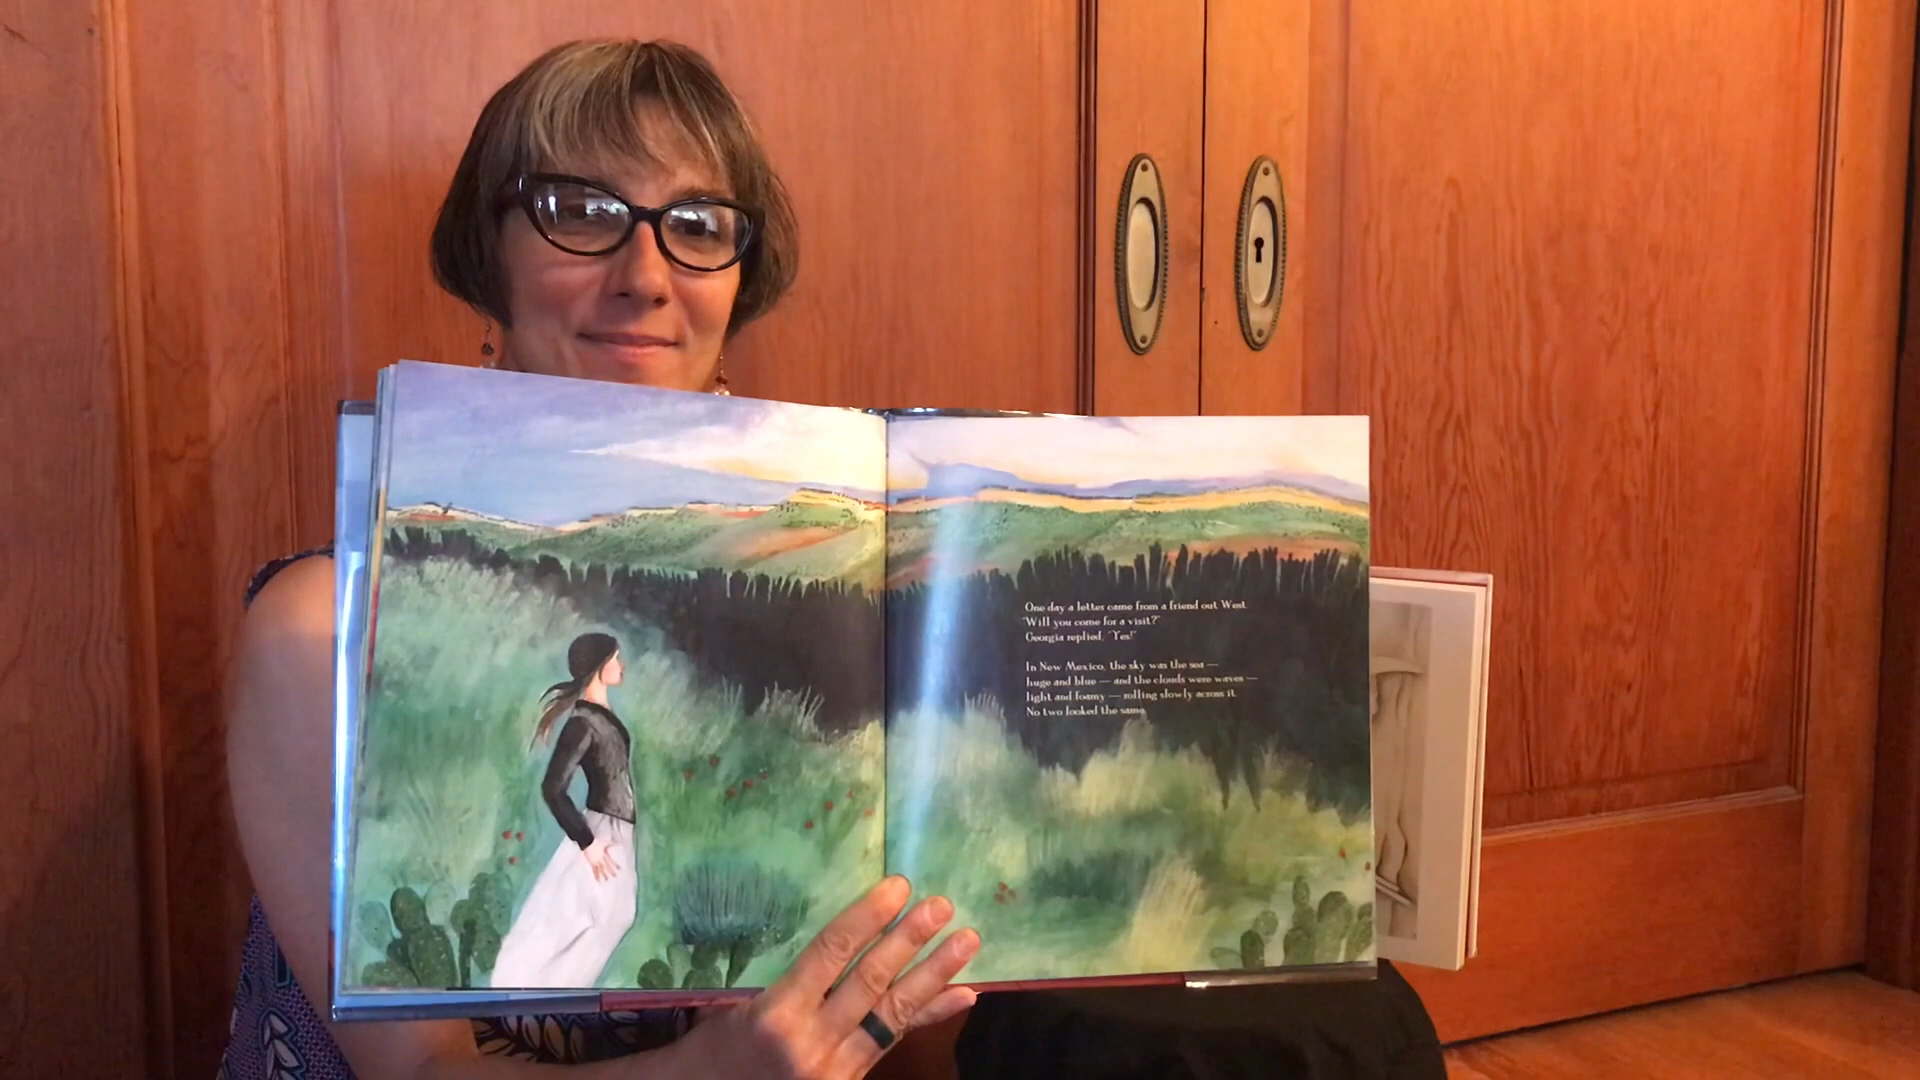 One day a letter came from a friend out West.
"Will you come for a visit?"
Georgia replied, "Yes!"
In New Mexico, the sky was the sea —
huge and blue — and the clouds were waves —
light and foamy — rolling slowly across it.
No two looked the same.